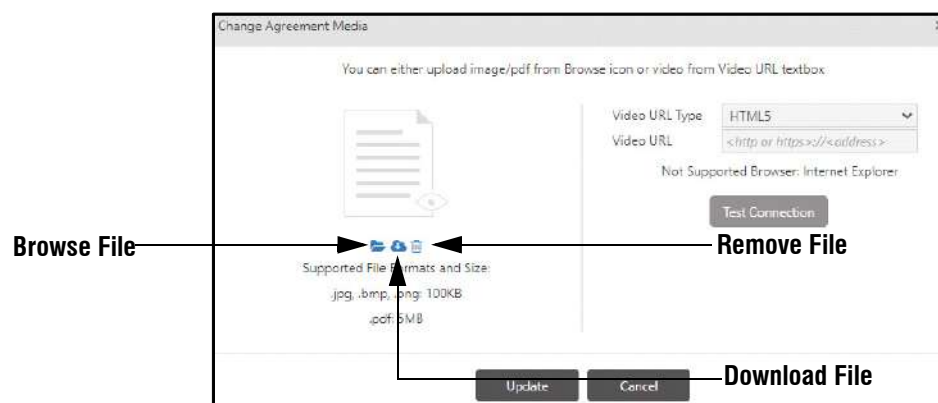 Change Agreement Media
You can either upload image/pdf from Browse icon or video from Video URL textbox
Video URL Type HTML5
Video URL <http or https>://<address>
Not Supported Browser: Internet Explorer
Test Connection
Browse File
Remove File
Supported File Formats and Size:
.jpg, .bmp, .png: 100KB
.pdf: 5MB
Update Cancel
Download File